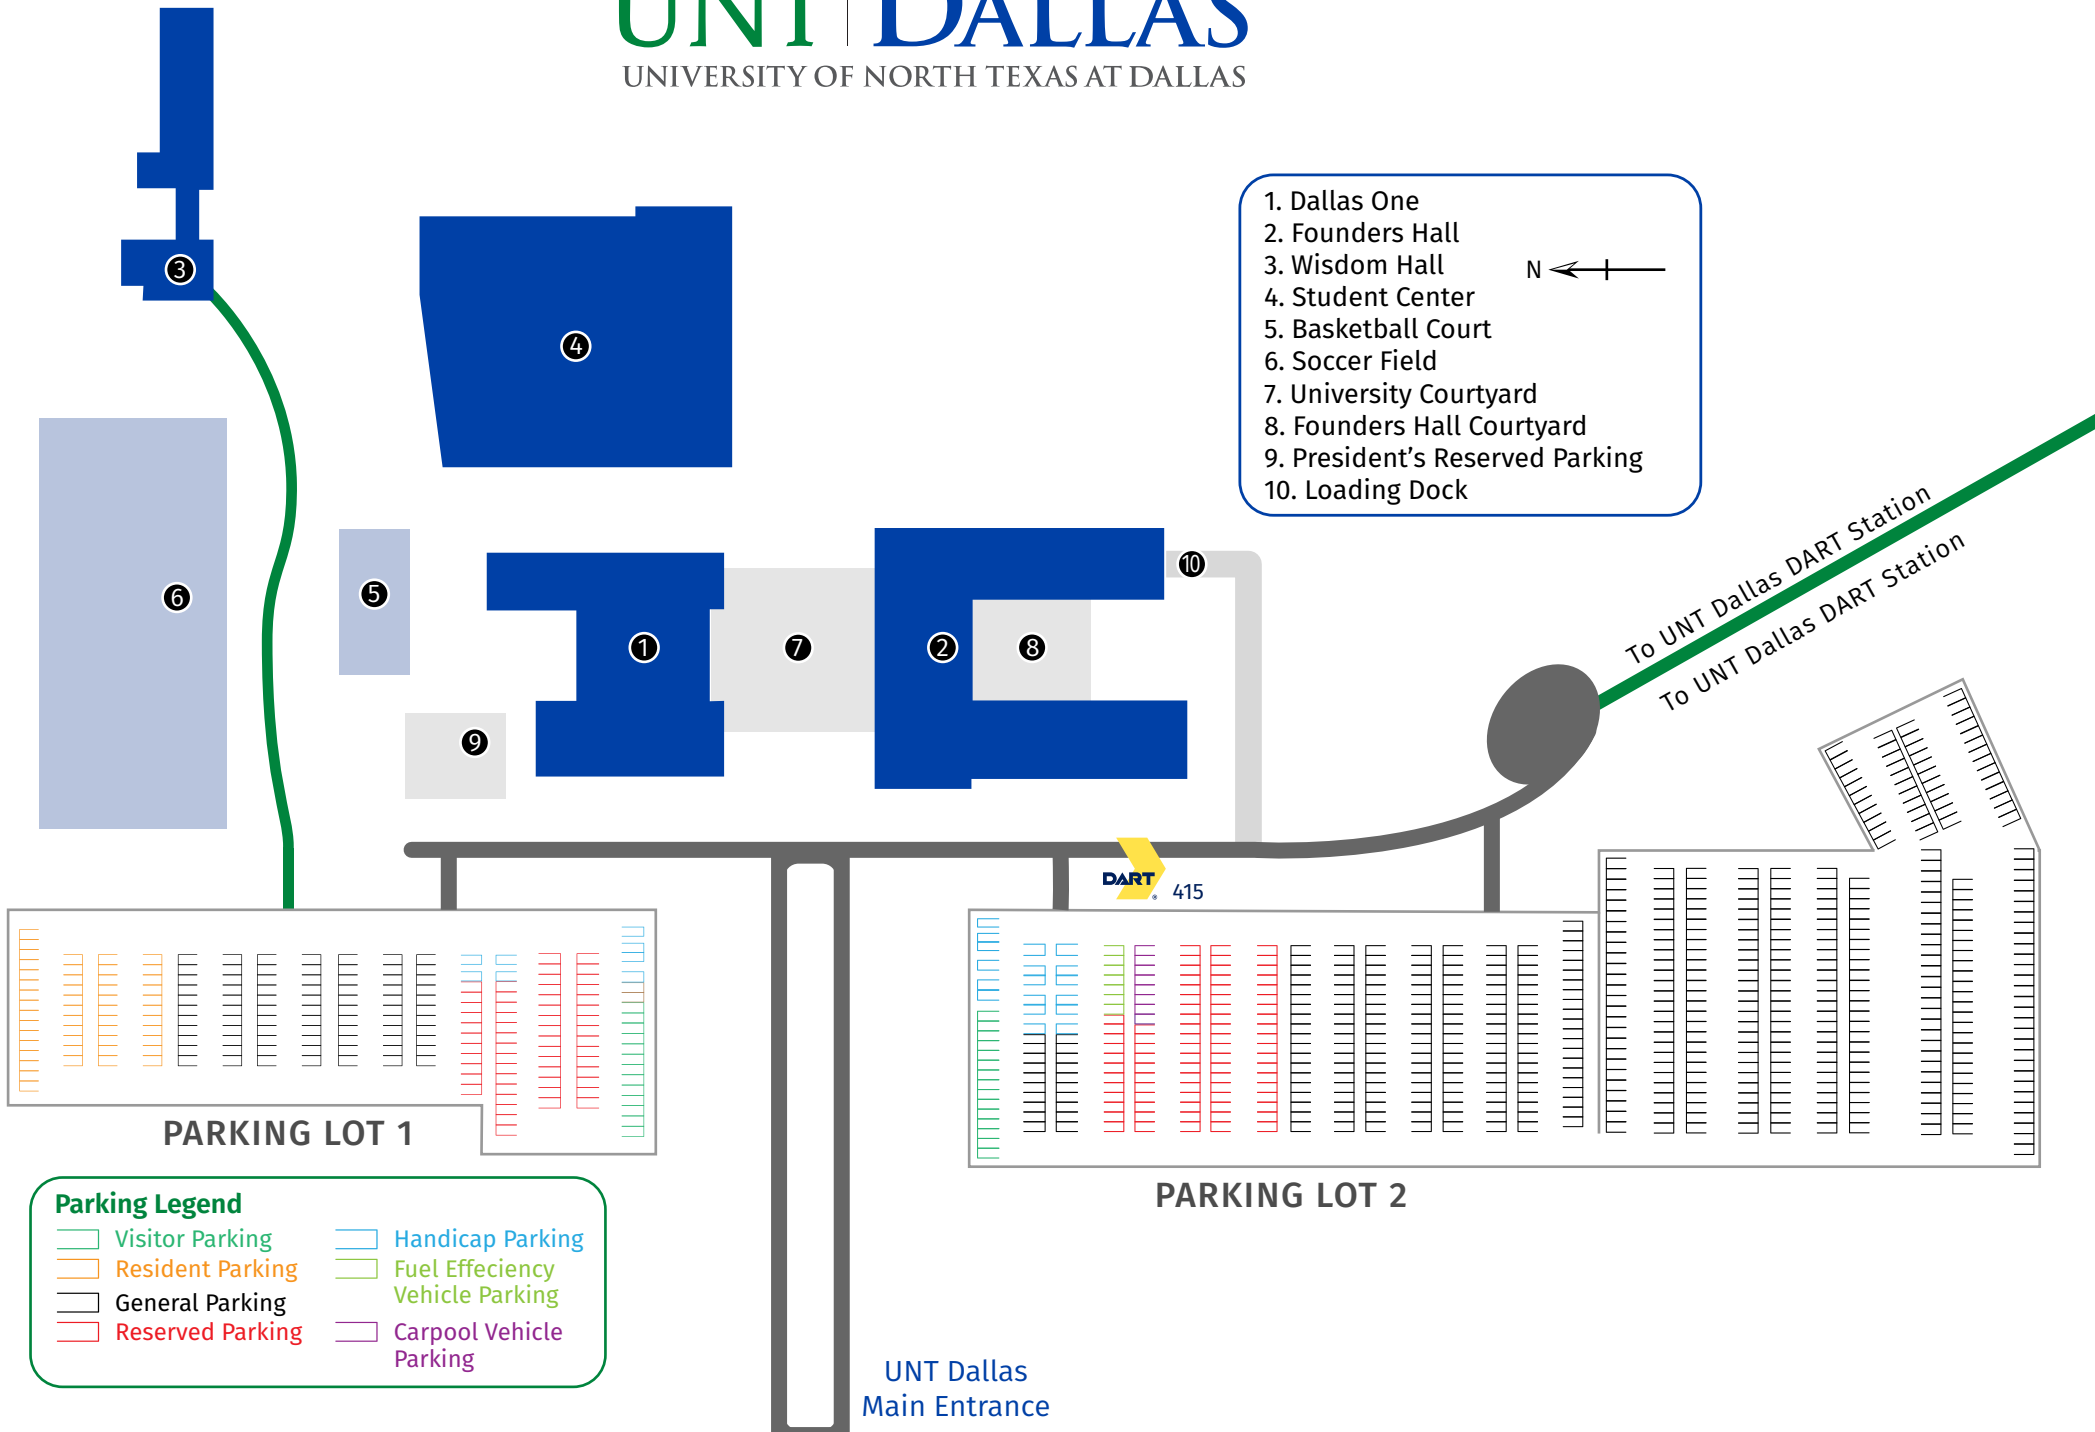 UNT | DALLAS
UNIVERSITY OF NORTH TEXAS AT DALLAS
1. Dallas One
2. Founders Hall
3. Wisdom Hall
4. Student Center
5. Basketball Court
6. Soccer Field
7. University Courtyard
8. Founders Hall Courtyard
9. President's Reserved Parking
10. Loading Dock
N
3
4
6
5
1
7
2
8
10
9
To UNT Dallas DART Station
To UNT Dallas DART Station
DART ®
415
PARKING LOT 1
PARKING LOT 2
Parking Legend
Visitor Parking
Resident Parking
General Parking
Reserved Parking
Handicap Parking
Fuel Effeciency
Vehicle Parking
Carpool Vehicle
Parking
UNT Dallas
Main Entrance